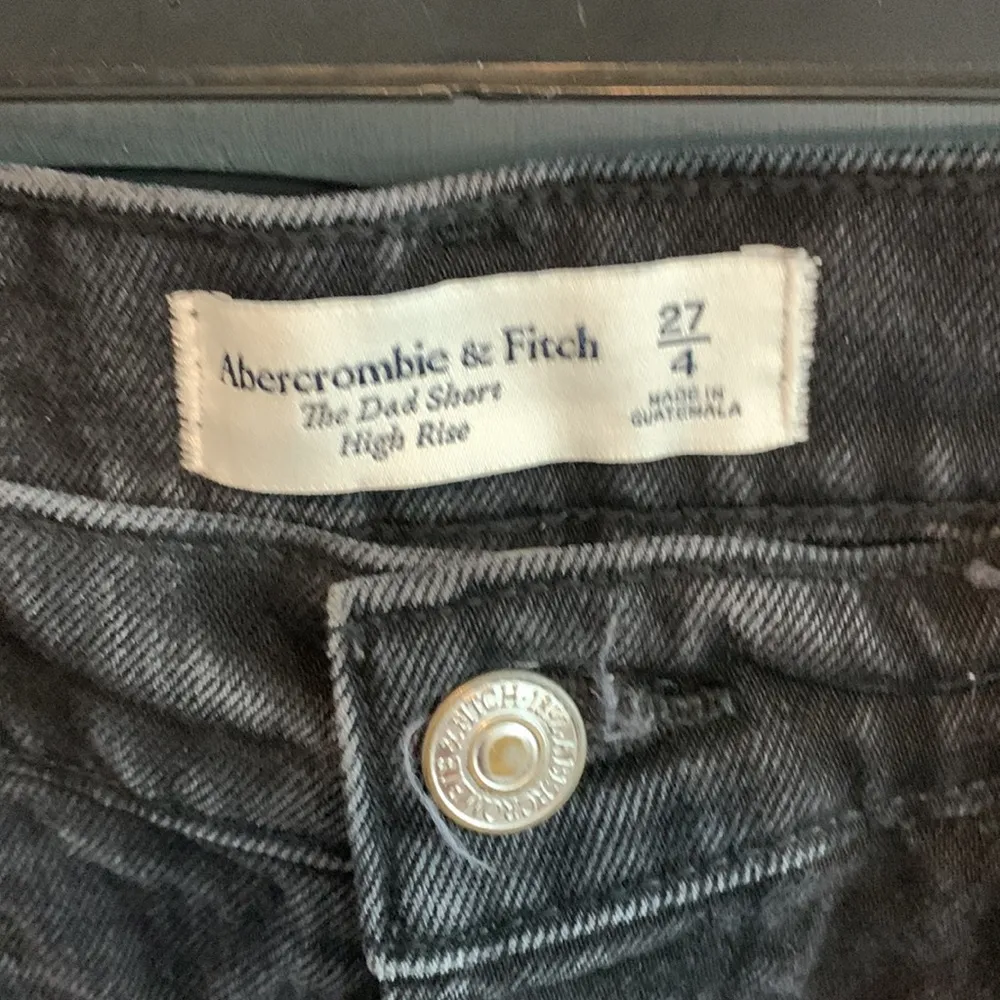 Abercrombie & Fitch
The Dad Short
High Rise
27
4
MADE IN
GUATEMALA